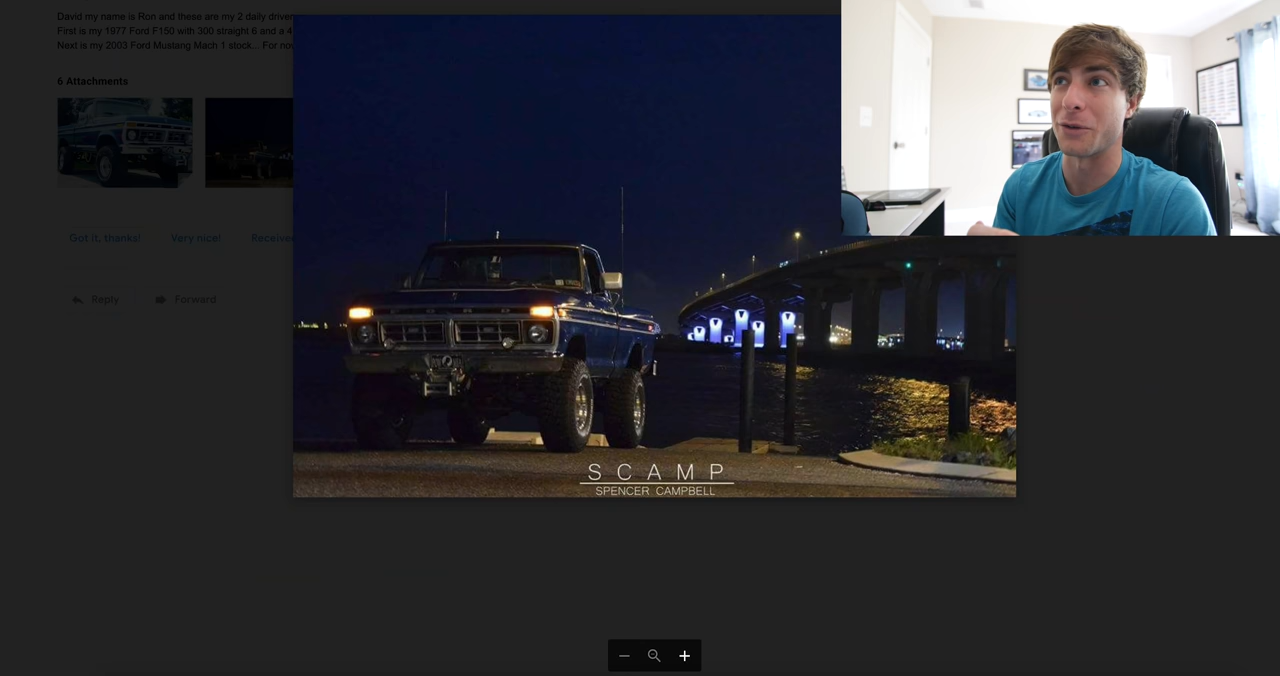 David my name is Ron and these are my 2 daily
First is my 1977 Ford F150 with 300 straight 6 and a 4
Next is my 2003 Ford Mustang Mach 1 stock... For
6 Attachments
Got it, thanks!
Very nice!
Reply
Forward
FORD
SCAMP
SPENCER CAMPBELL